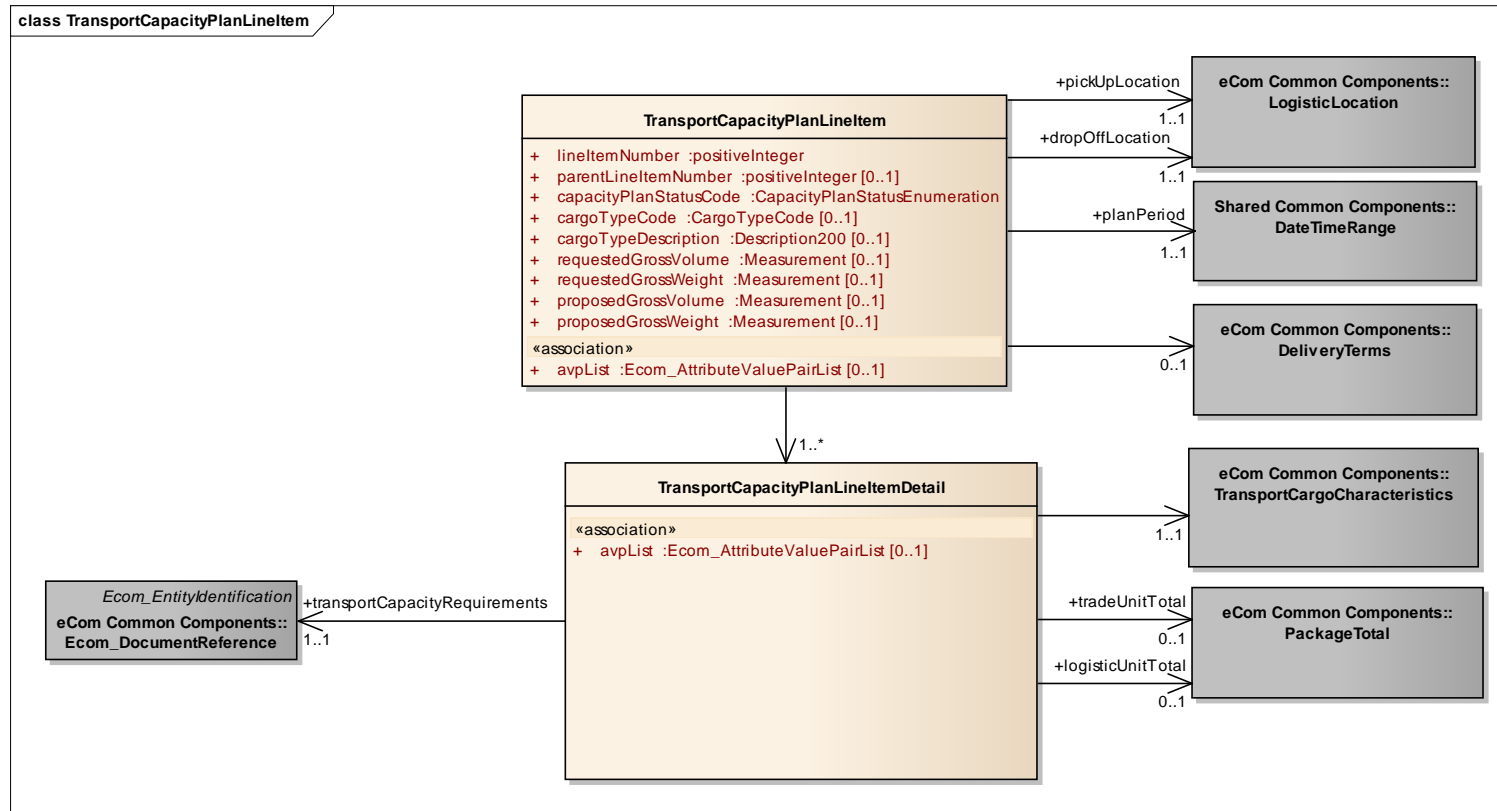 class TransportCapacityPlanLineItem
TransportCapacityPlanLineItem
+ lineItemNumber :positiveInteger
+ parentLineItemNumber :positiveInteger [0..1]
+ capacityPlanStatusCode :CapacityPlanStatusEnumeration
+ cargoTypeCode :CargoTypeCode [0..1]
+ cargoTypeDescription :Description200 [0..1]
+ requestedGrossVolume :Measurement [0..1]
+ requestedGrossWeight :Measurement [0..1]
+ proposedGrossVolume :Measurement [0..1]
+ proposedGrossWeight :Measurement [0..1]
«association»
+ avpList :Ecom_AttributeValuePairList [0..1]
+pickUpLocation
1..1
+dropOffLocation
1..1
eCom Common Components::
LogisticLocation
+planPeriod
1..1
Shared Common Components::
DateTimeRange
0..1
eCom Common Components::
DeliveryTerms
1..*
TransportCapacityPlanLineItemDetail
«association»
+ avpList :Ecom_AttributeValuePairList [0..1]
1..1
eCom Common Components::
TransportCargoCharacteristics
+tradeUnitTotal
0..1
+logisticUnitTotal
0..1
eCom Common Components::
PackageTotal
+transportCapacityRequirements
1..1
Ecom_EntityIdentification
eCom Common Components::
Ecom_DocumentReference